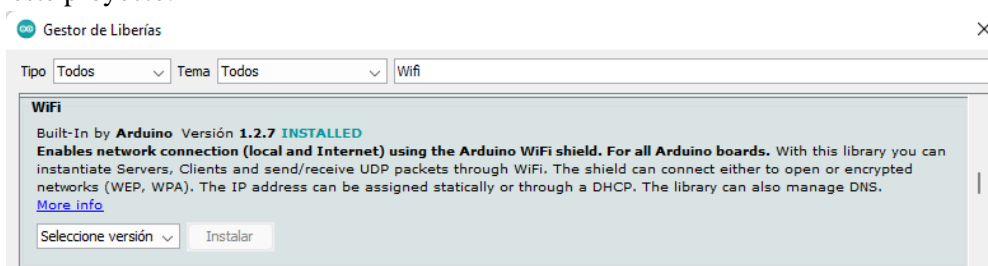 Gestor de Liberías
Tipo Todos Tema Todos Wifi
WiFi
Built-In by Arduino Versión 1.2.7 INSTALLED
Enables network connection (local and Internet) using the Arduino WiFi shield. For all Arduino boards. With this library you can
instantiate Servers, Clients and send/receive UDP packets through WiFi. The shield can connect either to open or encrypted
networks (WEP, WPA). The IP address can be assigned statically or through a DHCP. The library can also manage DNS.
More info
Seleccione versión Instalar